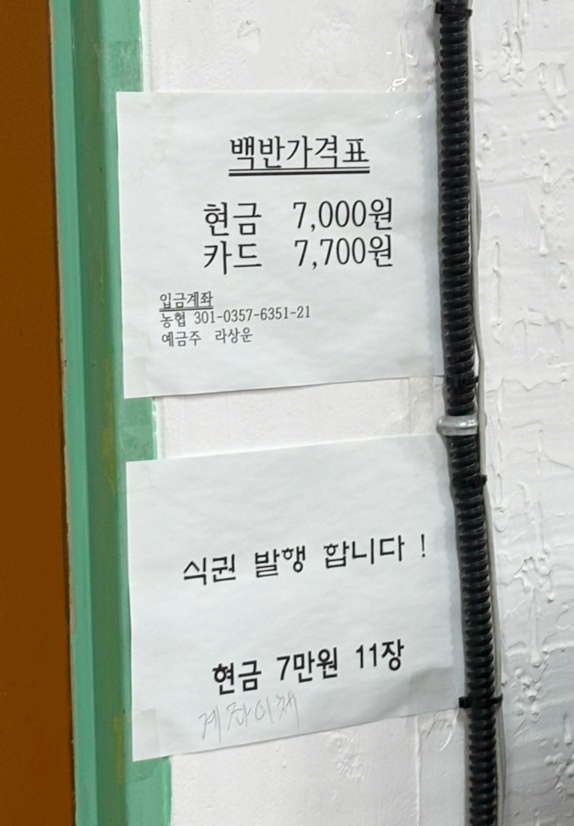 백반가격표
현금 7,000원
카드 7,700원
입금계좌
농협 301-0357-6351-21
예금주 라상운
식권 발행 합니다 !
현금 7만원 11장
계좌이체